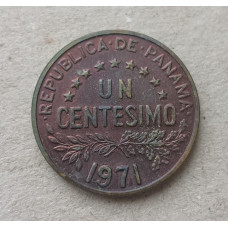 ·REPUBLICA·DE·PANAMA·
UN
CENTESIMO
1971